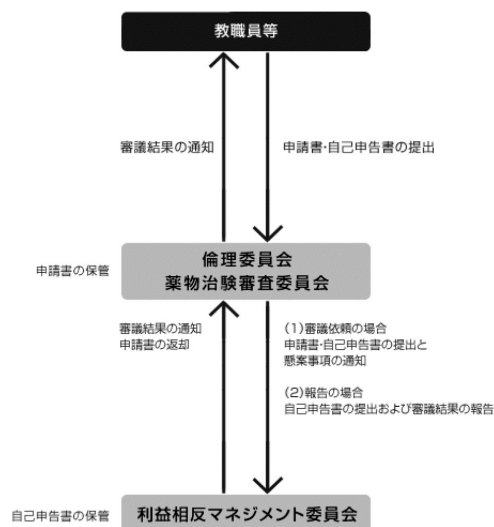 教職員等
審議結果の通知
申請書・自己申告書の提出
申請書の保管
倫理委員会
薬物治験審査委員会
審議結果の通知
申請書の返却
(1)審議依頼の場合
申請書・自己申告書の提出と
懸案事項の通知
(2)報告の場合
自己申告書の提出および審議結果の報告
自己申告書の保管
利益相反マネジメント委員会